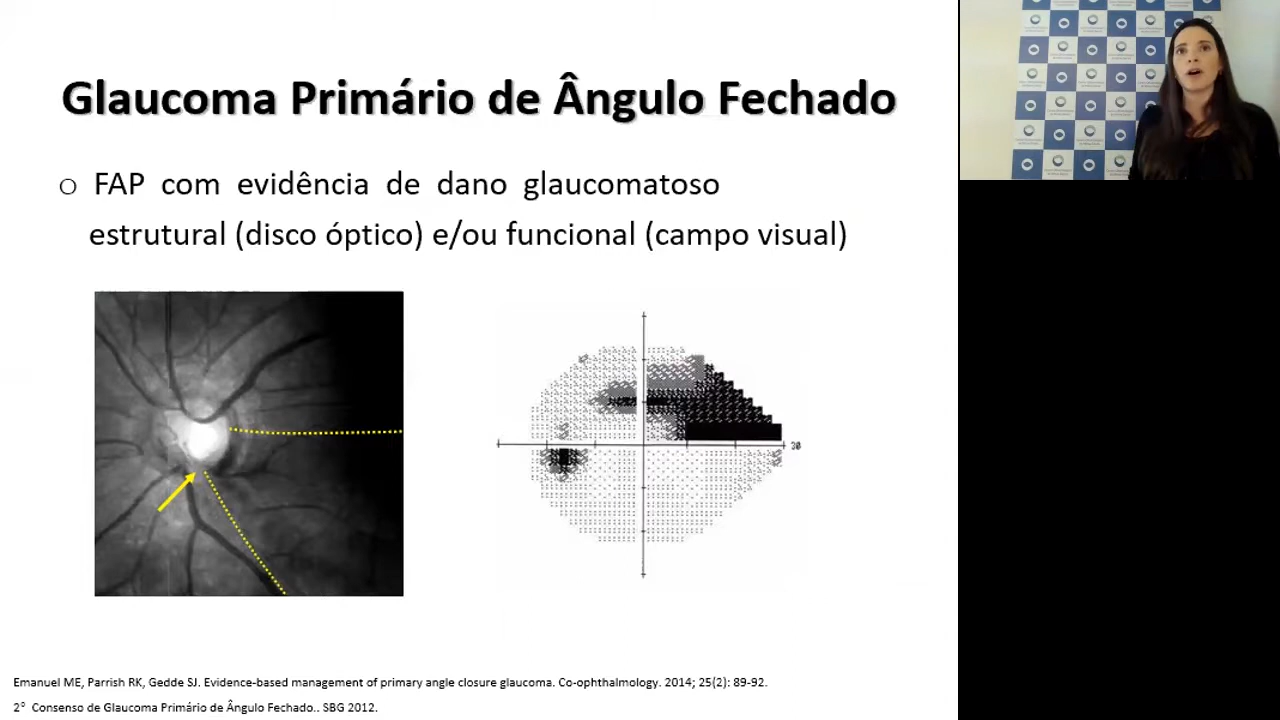 Glaucoma Primário de Ângulo Fechado
○ FAP com evidência de dano glaucomatoso
estrutural (disco óptico) e/ou funcional (campo visual)
30
Emanuel ME, Parrish RK, Gedde SJ. Evidence-based management of primary angle closure glaucoma. Co-ophthalmology. 2014; 25(2): 89-92.
2° Consenso de Glaucoma Primário de Ângulo Fechado.. SBG 2012.